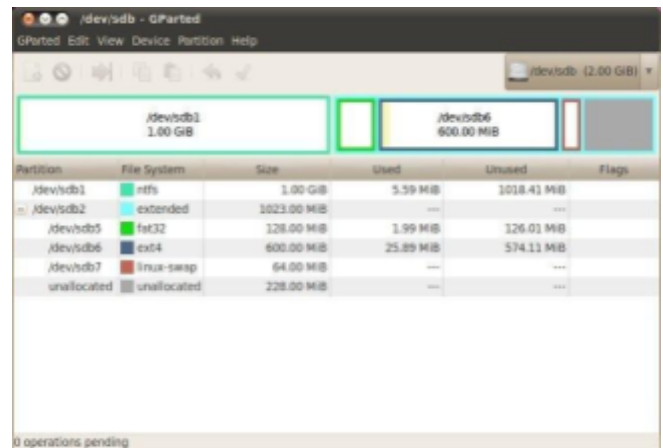 /dev/sdb - GParted
GParted Edit View Device Partition Help
/dev/sdb (2.00 GiB)
/dev/sdb1
1.00 GiB
/dev/sdb6
600.00 MiB
Partition File System Size Used Unused Flags
/dev/sdb1 ntfs 1.00 GiB 5.59 MiB 1018.41 MiB
/dev/sdb2 extended 1023.00 MiB --- ---
/dev/sdb5 fat32 128.00 MiB 1.99 MiB 126.01 MiB
/dev/sdb6 ext4 600.00 MiB 25.89 MiB 574.11 MiB
/dev/sdb7 linux-swap 64.00 MiB --- ---
unallocated unallocated 228.00 MiB --- ---
0 operations pending